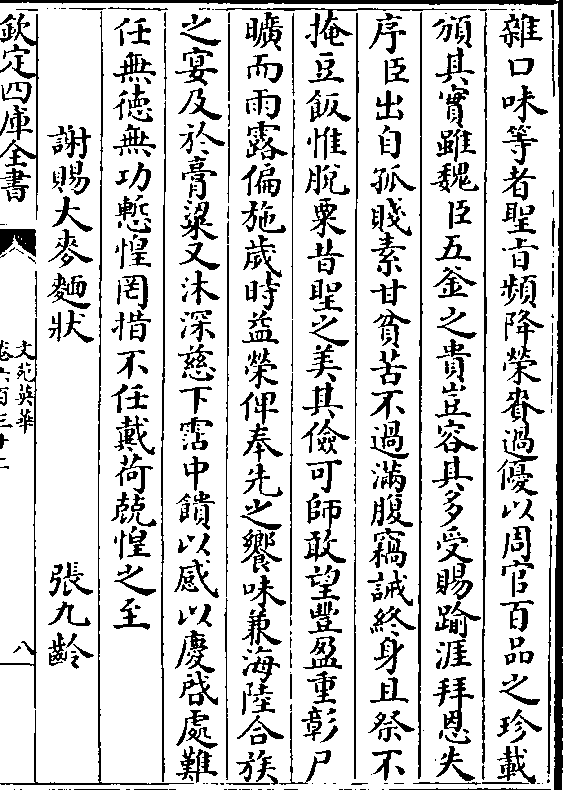 雜口味等者聖旨頻降榮眷過優以周官百品之珍載
頒其實雖魏臣五釜之貴豈容其多受賜踰涯拜恩失
序臣出自孤賤素甘貧苦不過滿腹竊誠終身且祭不
掩豆飯惟脫粟昔聖之美其儉可師敢望豐盈重彰尸
曠而雨露偏施歲時益榮俾奉先之饗味兼海陸合族
之宴及於膏粱又沐深慈下霑中饋以感以慶啓處難
任無徳無功慙惶罔措不任戴荷兢惶之至
謝賜大麥麵狀 張九齡
欽定四庫全書
文苑英華
卷六百三十二
八